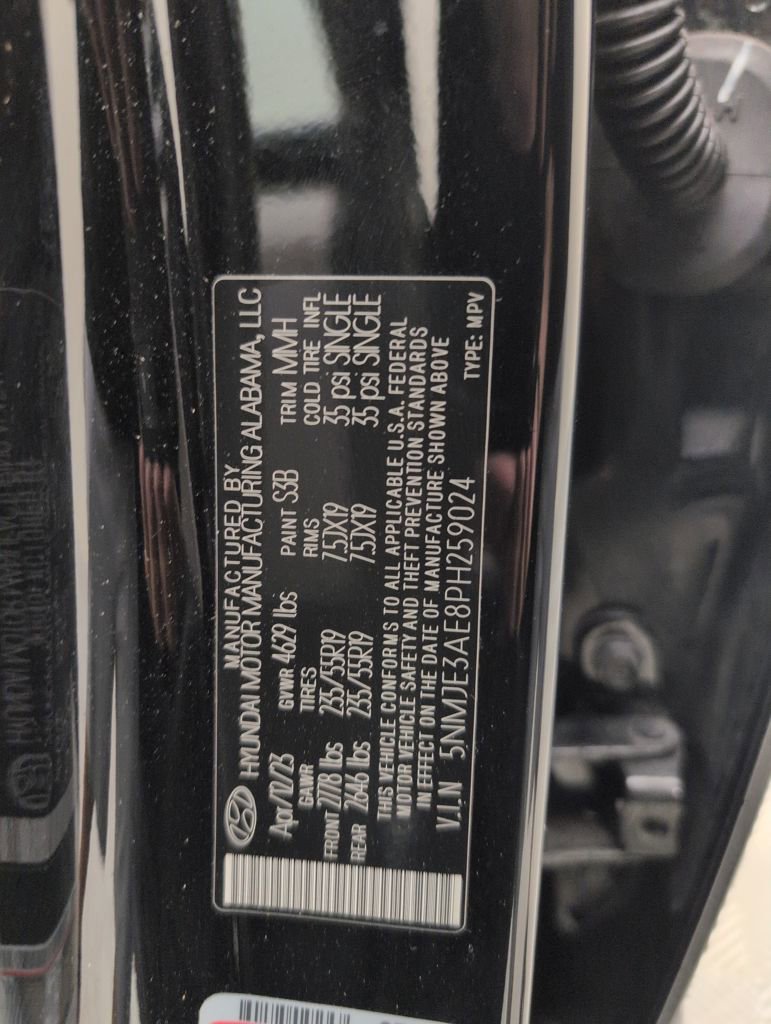 MANUFACTURED BY
HYUNDAI MOTOR MANUFACTURING ALABAMA, LLC
Apr/12/23 GVWR 4629 lbs PAINT S3B TRIM MMH
GAWR TIRES RIMS COLD TIRE INFL
FRONT 2778 lbs 235/55R19 7.5JX19 35 psi SINGLE
REAR 2646 lbs 235/55R19 7.5JX19 35 psi SINGLE
THIS VEHICLE CONFORMS TO ALL APPLICABLE U.S.A. FEDERAL
MOTOR VEHICLE SAFETY AND THEFT PREVENTION STANDARDS
IN EFFECT ON THE DATE OF MANUFACTURE SHOWN ABOVE
V.I.N 5NMJE3AE8PH259024 TYPE: MPV